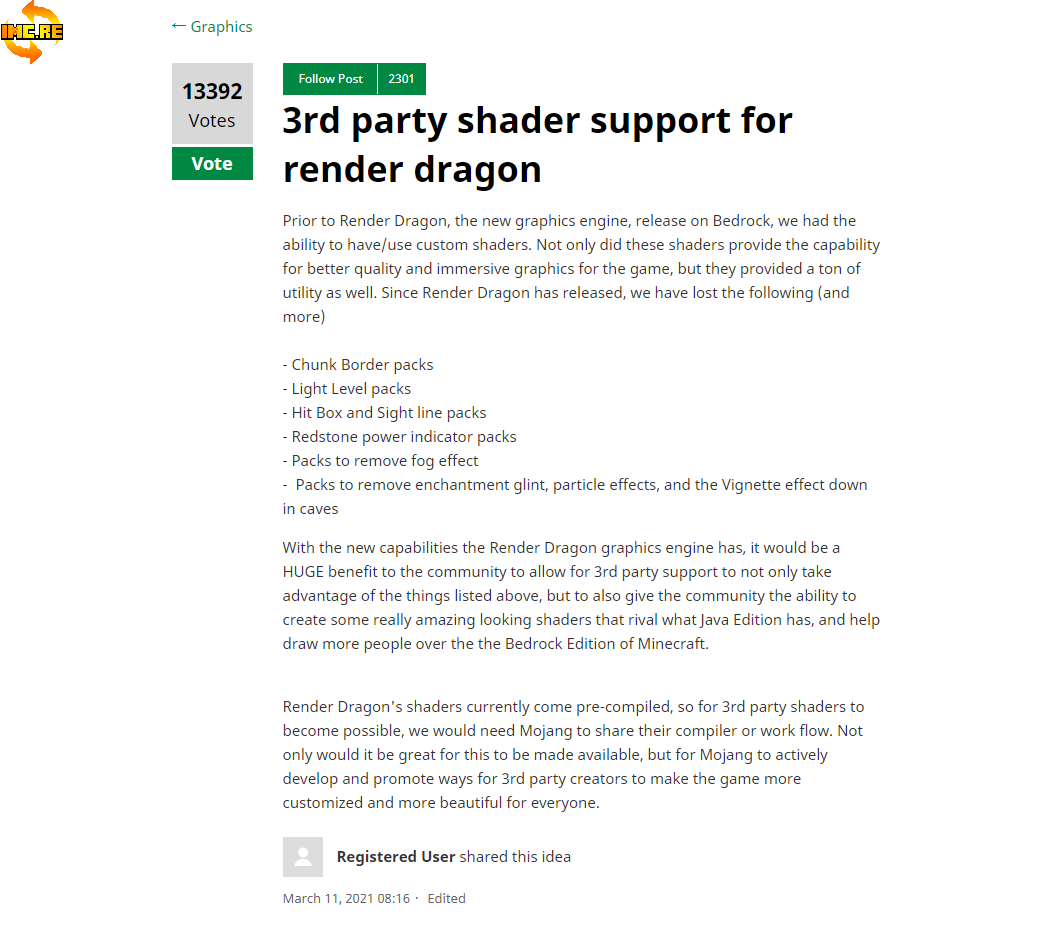 IMC.RE
← Graphics
13392
Votes
Vote
Follow Post 2301
3rd party shader support for
render dragon
Prior to Render Dragon, the new graphics engine, release on Bedrock, we had the
ability to have/use custom shaders. Not only did these shaders provide the capability
for better quality and immersive graphics for the game, but they provided a ton of
utility as well. Since Render Dragon has released, we have lost the following (and
more)
- Chunk Border packs
- Light Level packs
- Hit Box and Sight line packs
- Redstone power indicator packs
- Packs to remove fog effect
-  Packs to remove enchantment glint, particle effects, and the Vignette effect down
in caves
With the new capabilities the Render Dragon graphics engine has, it would be a
HUGE benefit to the community to allow for 3rd party support to not only take
advantage of the things listed above, but to also give the community the ability to
create some really amazing looking shaders that rival what Java Edition has, and help
draw more people over the the Bedrock Edition of Minecraft.
Render Dragon's shaders currently come pre-compiled, so for 3rd party shaders to
become possible, we would need Mojang to share their compiler or work flow. Not
only would it be great for this to be made available, but for Mojang to actively
develop and promote ways for 3rd party creators to make the game more
customized and more beautiful for everyone.
Registered User shared this idea
March 11, 2021 08:16 · Edited